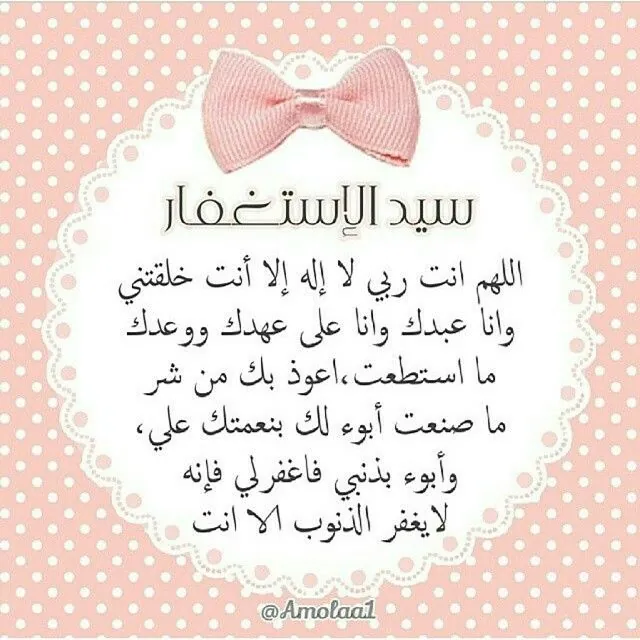 سيد الإستغفار
اللهم انت ربي لا إله إلا أنت خلقتني
وانا عبدك وانا على عهدك ووعدك
ما استطعت،اعوذ بك من شر
ما صنعت أبوء لك بنعمتك علي،
وأبوء بذنبي فاغفرلي فإنه
لايغفر الذنوب الا انت
@Amolaa1